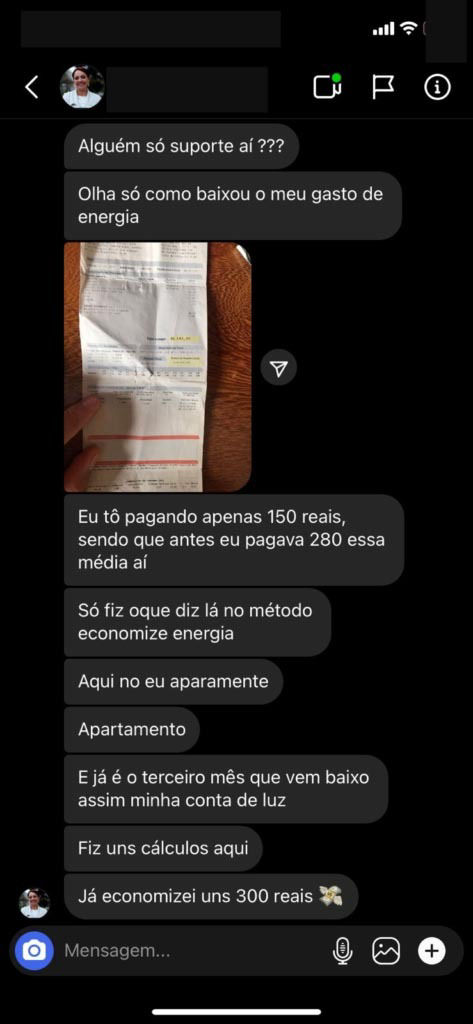 Alguém só suporte aí ???
Olha só como baixou o meu gasto de
energia
Eu tô pagando apenas 150 reais,
sendo que antes eu pagava 280 essa
média aí
Só fiz oque diz lá no método
economize energia
Aqui no eu aparamente
Apartamento
E já é o terceiro mês que vem baixo
assim minha conta de luz
Fiz uns cálculos aqui
Já economizei uns 300 reais 💸
Mensagem...